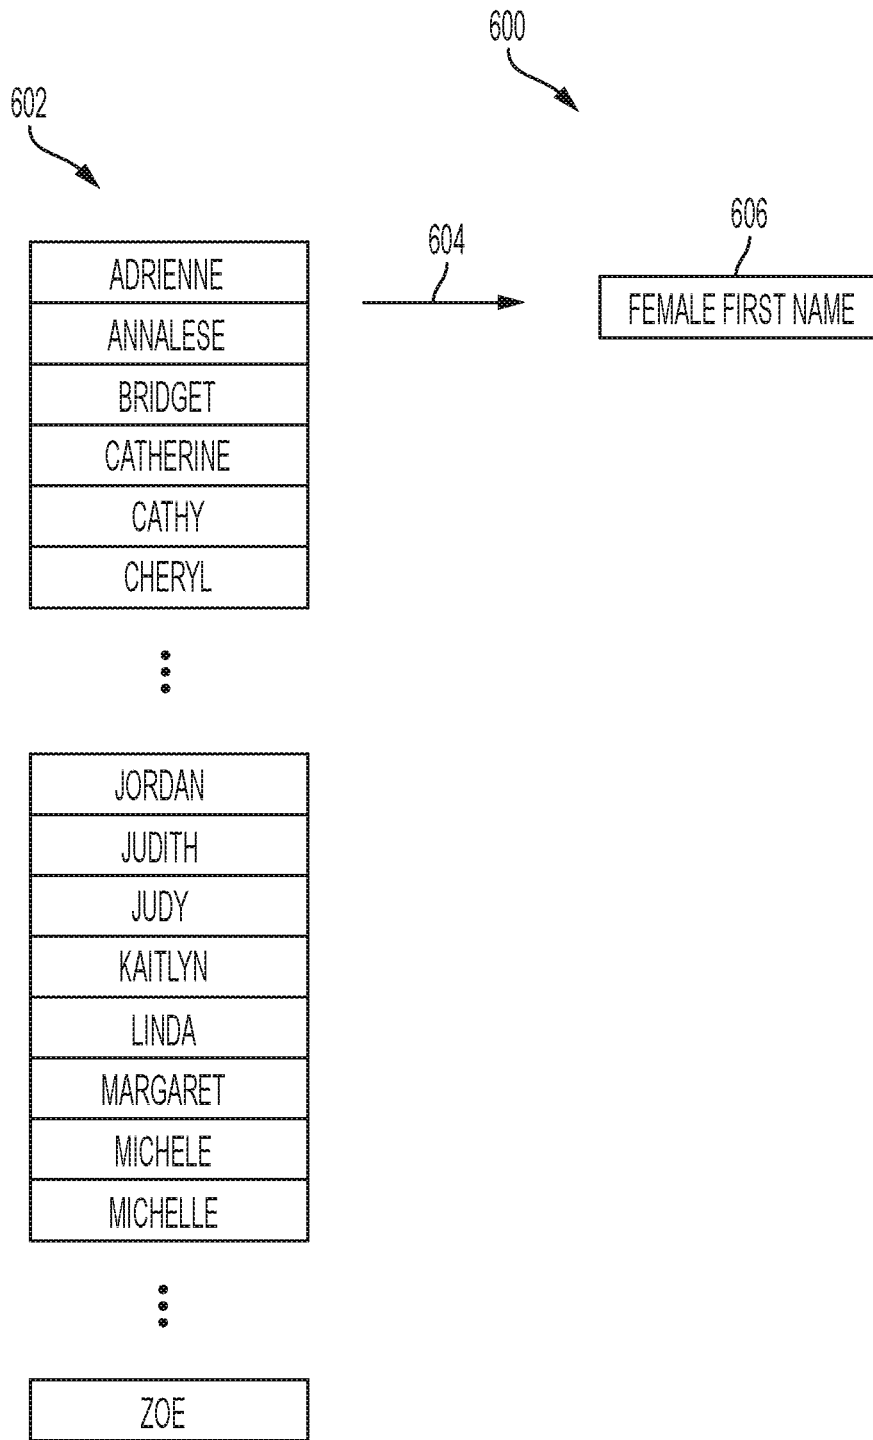 600
602
606
604
ADRIENNE
FEMALE FIRST NAME
ANNALESE
BRIDGET
CATHERINE
CATHY
CHERYL
JORDAN
JUDITH
JUDY
KAITLYN
LINDA
MARGARET
MICHELE
MICHELLE
ZOE